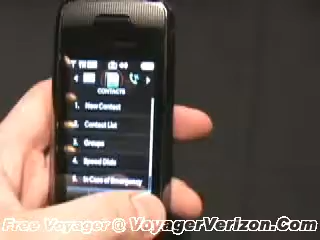 CONTACTS
1. New Contact
2. Contact List
3. Groups
4. Speed Dials
5. In Case of Emergency
Free Voyager @ VoyagerVerizon.Com